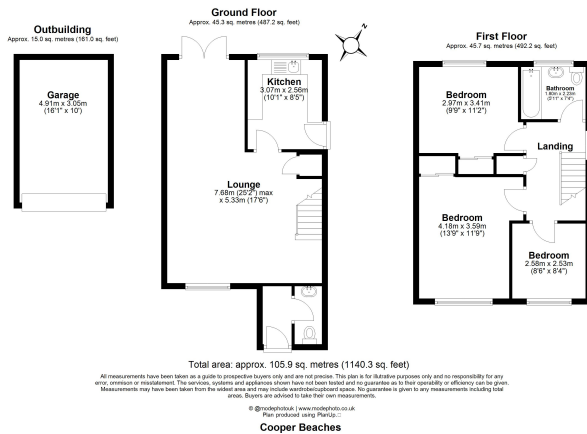 Outbuilding
Approx. 15.0 sq. metres (161.0 sq. feet)
Garage
4.91m x 3.05m
(16'1" x 10')
Ground Floor
Approx. 45.3 sq. metres (487.2 sq. feet)
Kitchen
3.07m x 2.56m
(10'1" x 8'5")
Lounge
7.68m (25'2") max
x 5.33m (17'6")
N
First Floor
Approx. 45.7 sq. metres (492.2 sq. feet)
Bedroom
2.97m x 3.41m
(9'9" x 11'2")
Bathroom
1.80m x 2.23m
(5'11" x 7'4")
Landing
Bedroom
4.18m x 3.59m
(13'9" x 11'9")
Bedroom
2.58m x 2.53m
(8'6" x 8'4")
Total area: approx. 105.9 sq. metres (1140.3 sq. feet)
All measurements have been taken as a guide to prospective buyers only and are not precise. This plan is for illutrative purposes only and no responsibility for any
error, ommison or misstatement. The services, systems and appliances shown have not been tested and no guarantee as to their operability or efficiency can be given.
Measurements may have been taken from the widest area and may include wardrobe/cupboard space. No guarantee is given to any measurements including total
areas. Buyers are advised to take their own measurements.
© @modephotouk | www.modephoto.co.uk
Plan produced using PlanUp.
Cooper Beaches